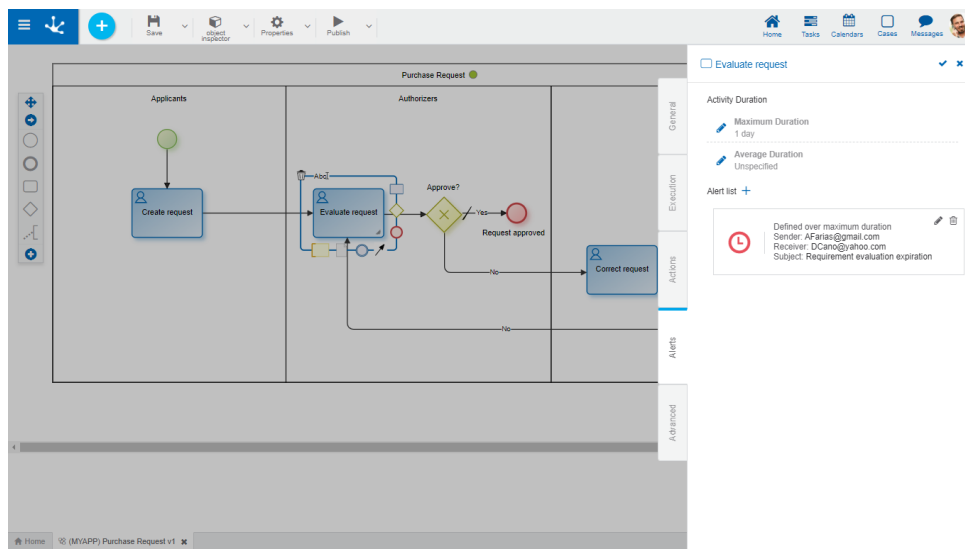 Save
object
inspector
Properties
Publish
Home
Tasks
Calendars
Cases
Messages
Purchase Request
Applicants
Authorizers
Create request
Abc
Evaluate request
Approve?
Yes
Request approved
No
Correct request
No
General
Execution
Actions
Alerts
Advanced
Evaluate request
Activity Duration
Maximum Duration
1 day
Average Duration
Unspecified
Alert list
Defined over maximum duration
Sender: AFarias@gmail.com
Receiver: DCano@yahoo.com
Subject: Requirement evaluation expiration
Home
(MYAPP) Purchase Request v1